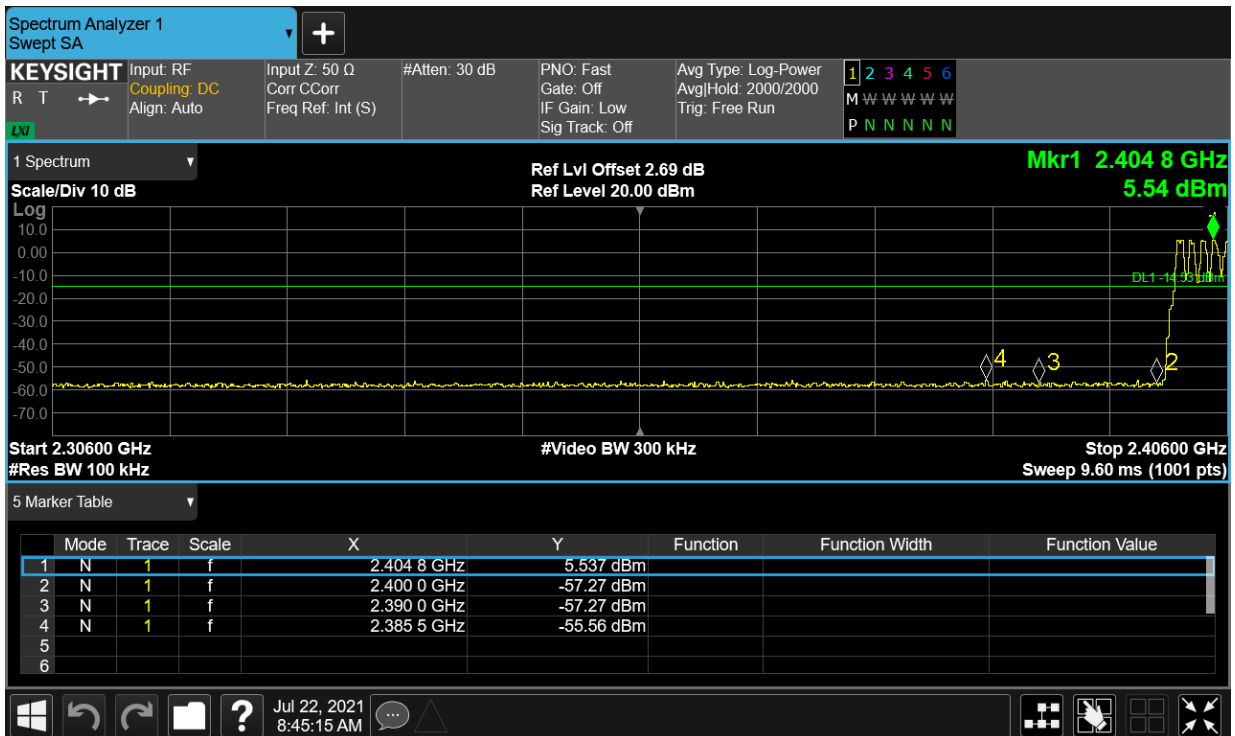 Spectrum Analyzer 1
Swept SA
+
KEYSIGHT
R T
LXI
Input: RF
Coupling: DC
Align: Auto
Input Z: 50 Ω
Corr CCorr
Freq Ref: Int (S)
#Atten: 30 dB
PNO: Fast
Gate: Off
IF Gain: Low
Sig Track: Off
Avg Type: Log-Power
Avg|Hold: 2000/2000
Trig: Free Run
1 2 3 4 5 6
M W W W W W
P N N N N N
1 Spectrum
Scale/Div 10 dB
Log
Ref Lvl Offset 2.69 dB
Ref Level 20.00 dBm
Mkr1 2.404 8 GHz
5.54 dBm
10.0
0.00
-10.0
-20.0
-30.0
-40.0
-50.0
-60.0
-70.0
DL1 -14.53 dBm
4
3
2
Start 2.30600 GHz
#Res BW 100 kHz
#Video BW 300 kHz
Stop 2.40600 GHz
Sweep 9.60 ms (1001 pts)
5 Marker Table
Mode Trace Scale X Y Function Function Width Function Value
1 N 1 f 2.404 8 GHz 5.537 dBm
2 N 1 f 2.400 0 GHz -57.27 dBm
3 N 1 f 2.390 0 GHz -57.27 dBm
4 N 1 f 2.385 5 GHz -55.56 dBm
5
6
?
Jul 22, 2021
8:45:15 AM